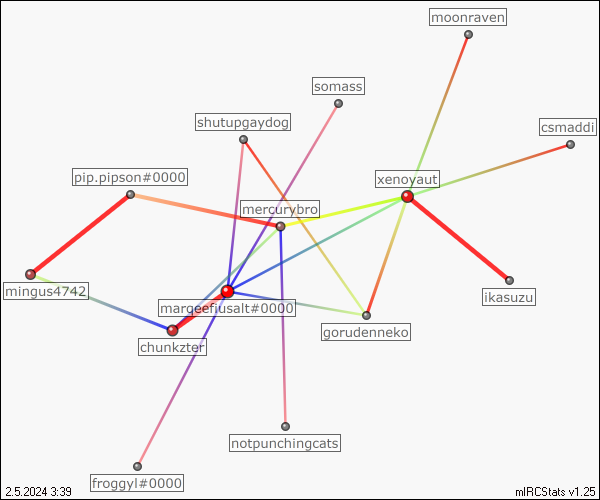 moonraven
somass
shutupgaydog
csmaddi
pip.pipson#0000
xenoyaut
mercurybro
mingus4742
margeefjusalt#0000
ikasuzu
gorudenneko
chunkzter
notpunchingcats
froggyl#0000
2.5.2024 3:39
mIRCStats v1.25